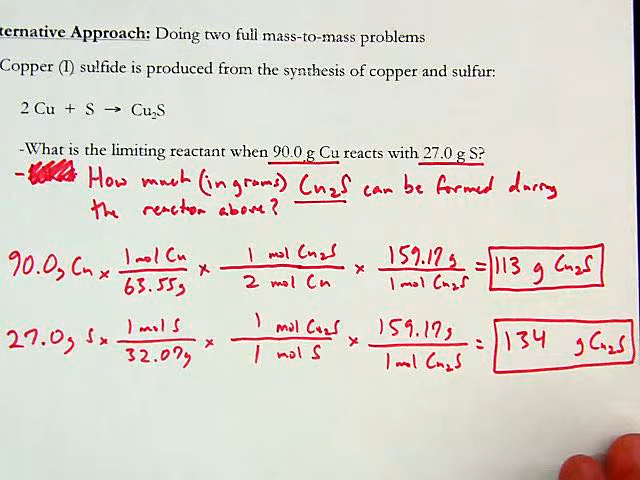 ternative Approach: Doing two full mass-to-mass problems
Copper (I) sulfide is produced from the synthesis of copper and sulfur:
2 Cu + S → Cu₂S
-What is the limiting reactant when 90.0 g Cu reacts with 27.0 g S?
- How much (in grams) Cu₂S can be formed during
the reaction above?
90.0g Cu × 1 mol Cu / 63.55g × 1 mol Cu₂S / 2 mol Cu × 159.17g / 1 mol Cu₂S = 113 g Cu₂S
27.0g S × 1 mol S / 32.07g × 1 mol Cu₂S / 1 mol S × 159.17g / 1 mol Cu₂S = 134 g Cu₂S